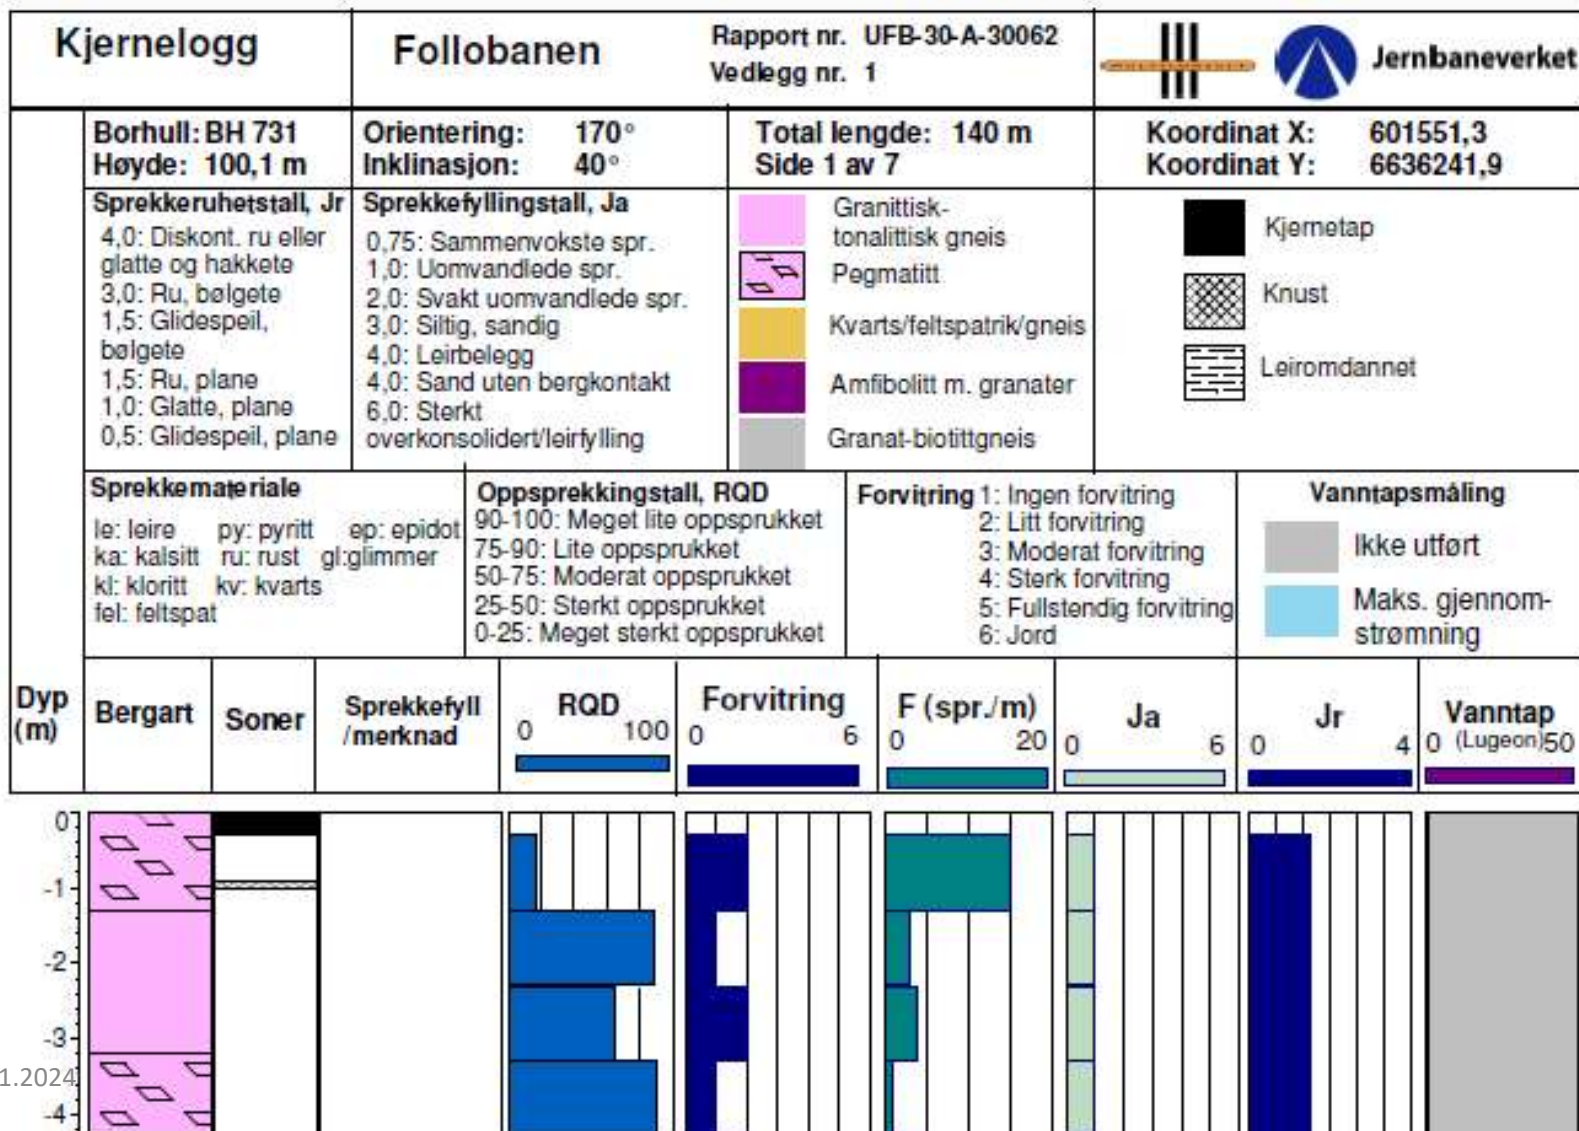 Kjernelogg
Follobanen
Rapport nr. UFB-30-A-30062
Vedlegg nr. 1
Jernbaneverket
Borhull: BH 731
Høyde: 100,1 m
Orientering: 170°
Inklinasjon: 40°
Total lengde: 140 m
Side 1 av 7
Koordinat X: 601551,3
Koordinat Y: 6636241,9
Sprekkeruhetstall, Jr
4,0: Diskont. ru eller
glatte og hakkete
3,0: Ru, bølgete
1,5: Glidespeil,
bølgete
1,5: Ru, plane
1,0: Glatte, plane
0,5: Glidespeil, plane
Sprekkefyllingstall, Ja
0,75: Sammenvokste spr.
1,0: Uomvandlede spr.
2,0: Svakt uomvandlede spr.
3,0: Siltig, sandig
4,0: Leirbelegg
4,0: Sand uten bergkontakt
6,0: Sterkt
overkonsolidert/leirfylling
Granittisk-
tonalittisk gneis
Pegmatitt
Kvarts/feltspatrik/gneis
Amfibolitt m. granater
Granat-biotittgneis
Kjernetap
Knust
Leiromdannet
Sprekkemateriale
le: leire py: pyritt ep: epidot
ka: kalsitt ru: rust gl:glimmer
kl: kloritt kv: kvarts
fel: feltspat
Oppsprekkingstall, RQD
90-100: Meget lite oppsprukket
75-90: Lite oppsprukket
50-75: Moderat oppsprukket
25-50: Sterkt oppsprukket
0-25: Meget sterkt oppsprukket
Forvitring 1: Ingen forvitring
2: Litt forvitring
3: Moderat forvitring
4: Sterk forvitring
5: Fullstendig forvitring
6: Jord
Vanntapsmåling
Ikke utført
Maks. gjennom-
strømning
Dyp
(m)
Bergart
Soner
Sprekkefyll
/merknad
RQD
0 100
Forvitring
0 6
F (spr./m)
0 20
Ja
0 6
Jr
0 4
Vanntap
0 (Lugeon) 50
0
-1
-2
-3
-4
1.2024